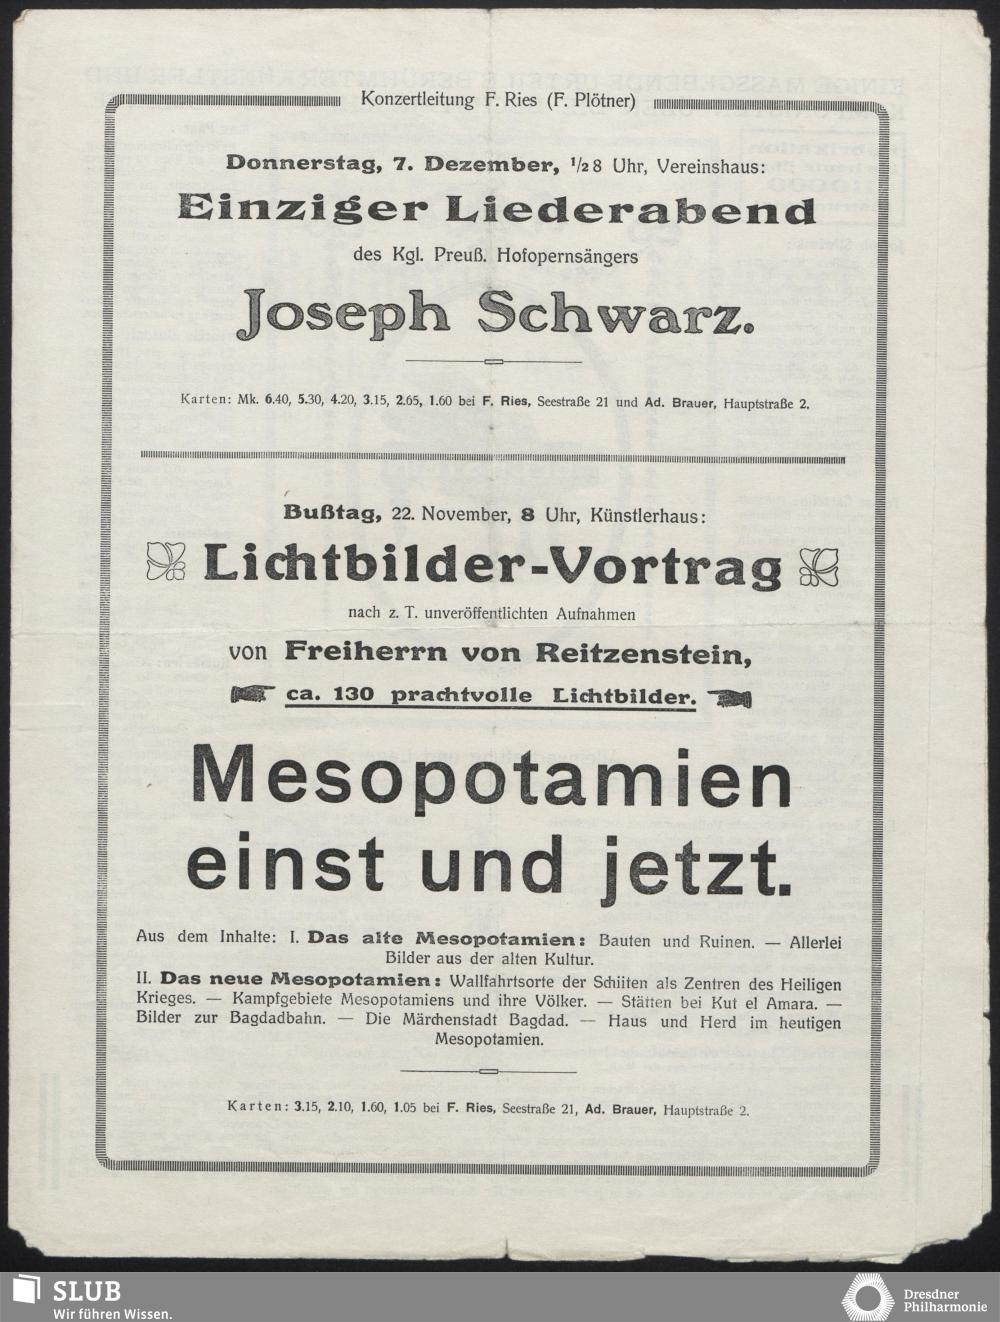 Konzertleitung F. Ries (F. Plötner)
Donnerstag, 7. Dezember, 1/2 8 Uhr, Vereinshaus:
Einziger Liederabend
des Kgl. Preuß. Hofopernsängers
Joseph Schwarz.
Karten: Mk. 6.40, 5.30, 4.20, 3.15, 2.65, 1.60 bei F. Ries, Seestraße 21 und Ad. Brauer, Hauptstraße 2.
Bußtag, 22. November, 8 Uhr, Künstlerhaus:
Lichtbilder-Vortrag
nach z. T. unveröffentlichten Aufnahmen
von Freiherrn von Reitzenstein,
ca. 130 prachtvolle Lichtbilder.
Mesopotamien
einst und jetzt.
Aus dem Inhalte: I. Das alte Mesopotamien: Bauten und Ruinen. — Allerlei
Bilder aus der alten Kultur.
II. Das neue Mesopotamien: Wallfahrtsorte der Schiiten als Zentren des Heiligen
Krieges. — Kampfgebiete Mesopotamiens und ihre Völker. — Stätten bei Kut el Amara. —
Bilder zur Bagdadbahn. — Die Märchenstadt Bagdad. — Haus und Herd im heutigen
Mesopotamien.
Karten: 3.15, 2.10, 1.60, 1.05 bei F. Ries, Seestraße 21, Ad. Brauer, Hauptstraße 2.
SLUB
Wir führen Wissen.
Dresdner
Philharmonie